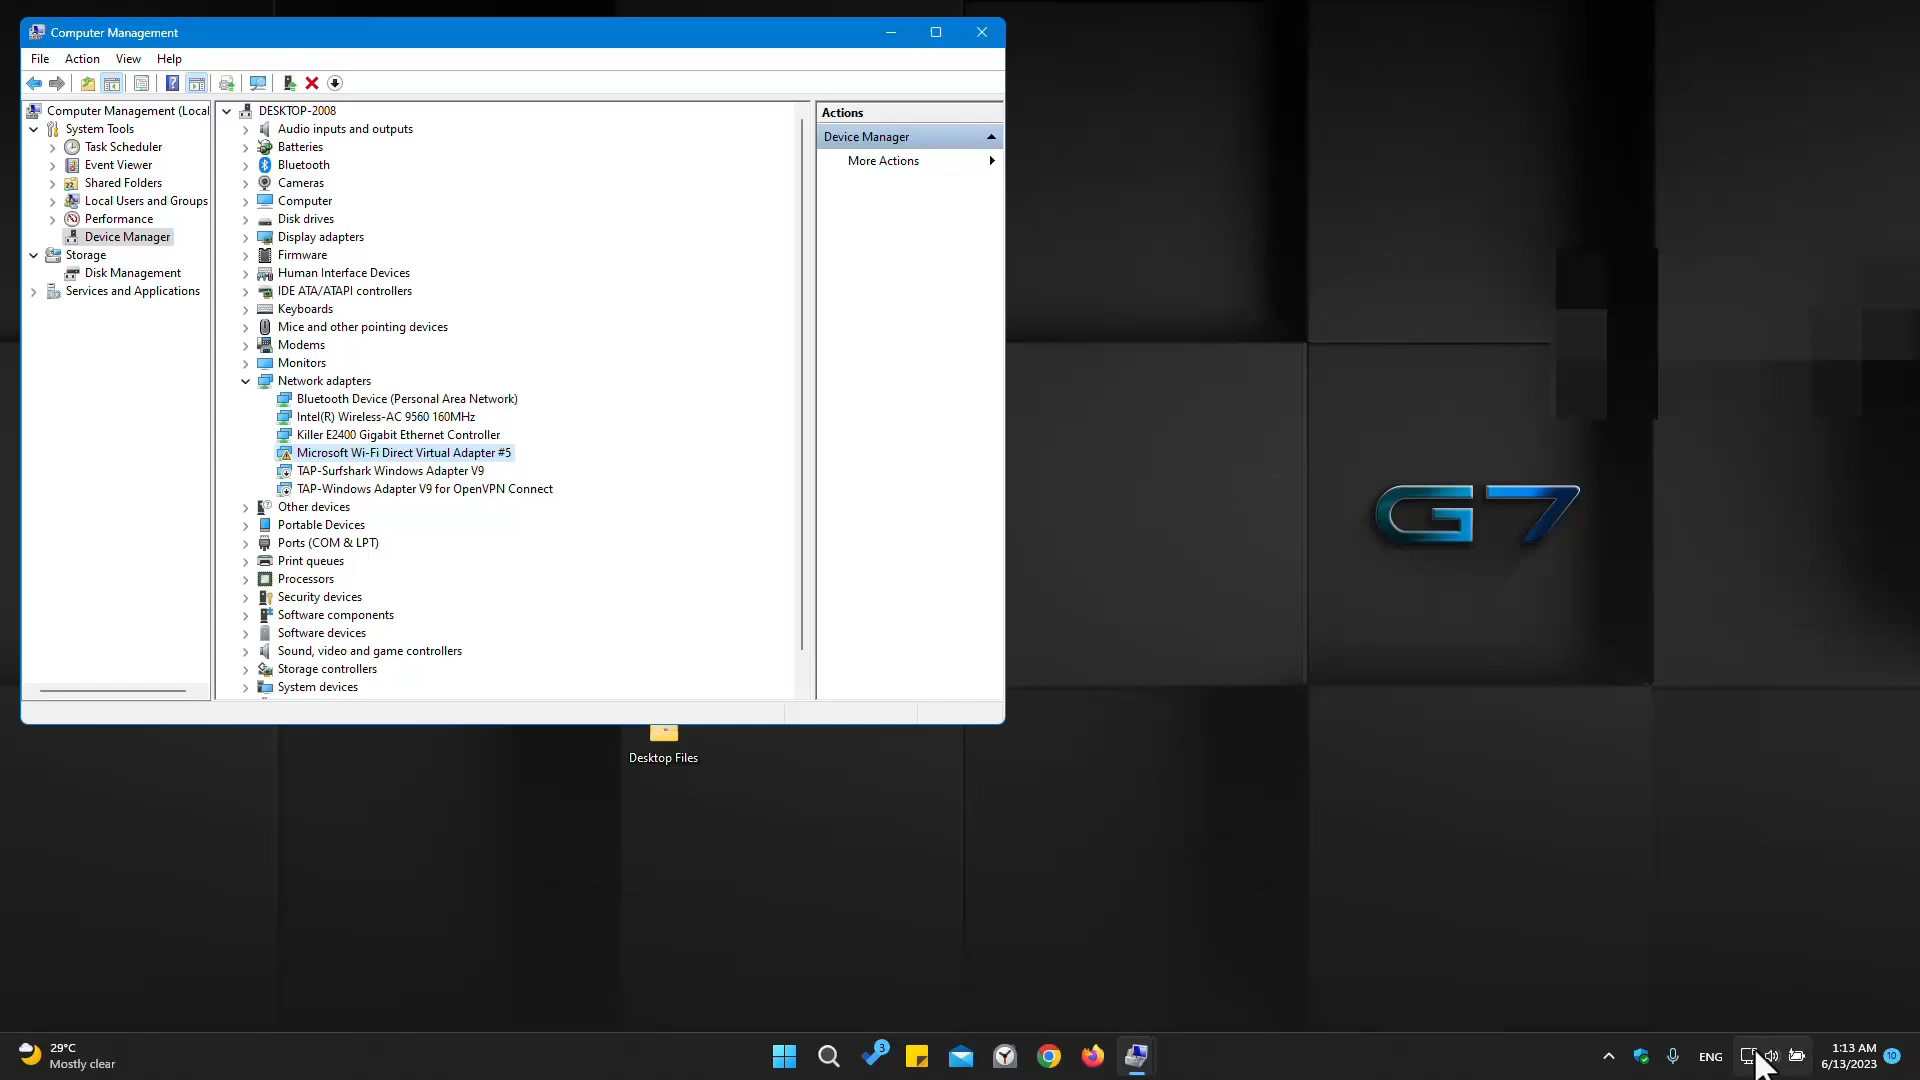 Computer Management
File Action View Help
Computer Management (Local
System Tools
Task Scheduler
Event Viewer
Shared Folders
Local Users and Groups
Performance
Device Manager
Storage
Disk Management
Services and Applications
DESKTOP-2008
Audio inputs and outputs
Batteries
Bluetooth
Cameras
Computer
Disk drives
Display adapters
Firmware
Human Interface Devices
IDE ATA/ATAPI controllers
Keyboards
Mice and other pointing devices
Modems
Monitors
Network adapters
Bluetooth Device (Personal Area Network)
Intel(R) Wireless-AC 9560 160MHz
Killer E2400 Gigabit Ethernet Controller
Microsoft Wi-Fi Direct Virtual Adapter #5
TAP-Surfshark Windows Adapter V9
TAP-Windows Adapter V9 for OpenVPN Connect
Other devices
Portable Devices
Ports (COM & LPT)
Print queues
Processors
Security devices
Software components
Software devices
Sound, video and game controllers
Storage controllers
System devices
Actions
Device Manager
More Actions
G7
Desktop Files
29°C
Mostly clear
3
ENG
1:13 AM
6/13/2023
10